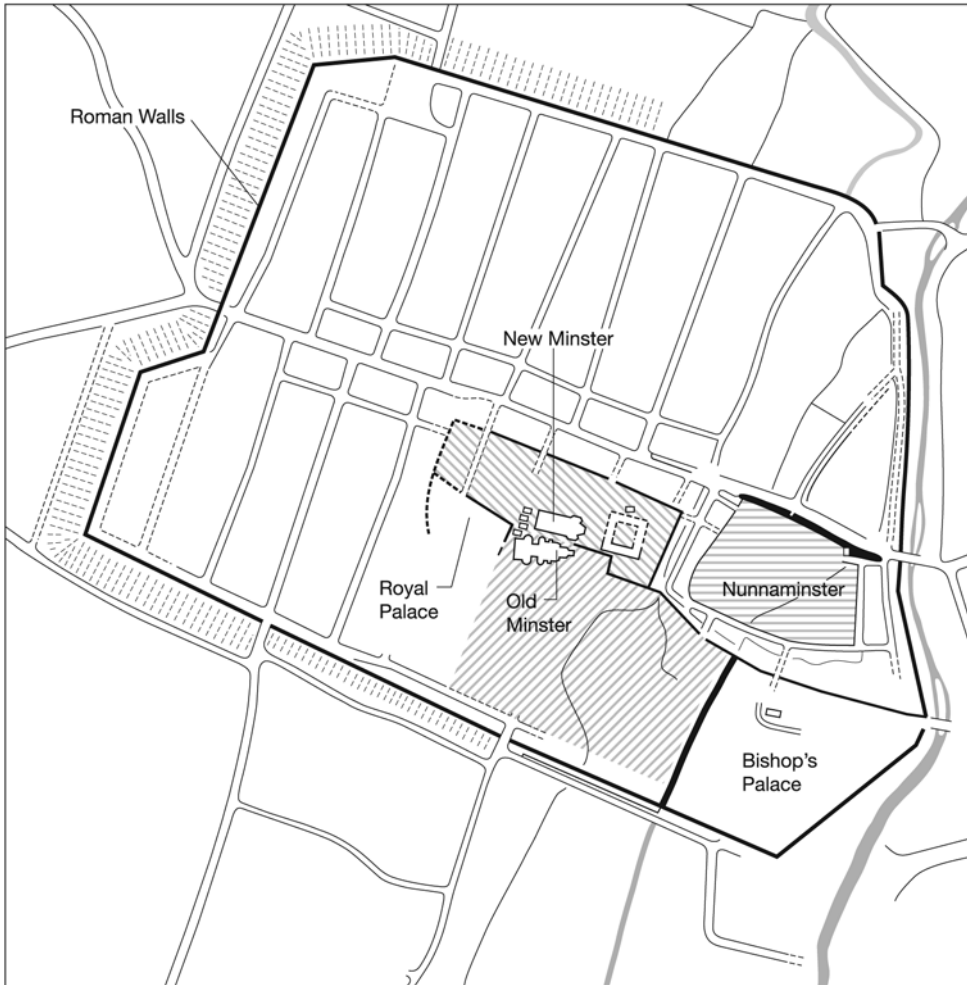 Roman Walls
New Minster
Royal
Palace
Old
Minster
Nunnaminster
Bishop's
Palace